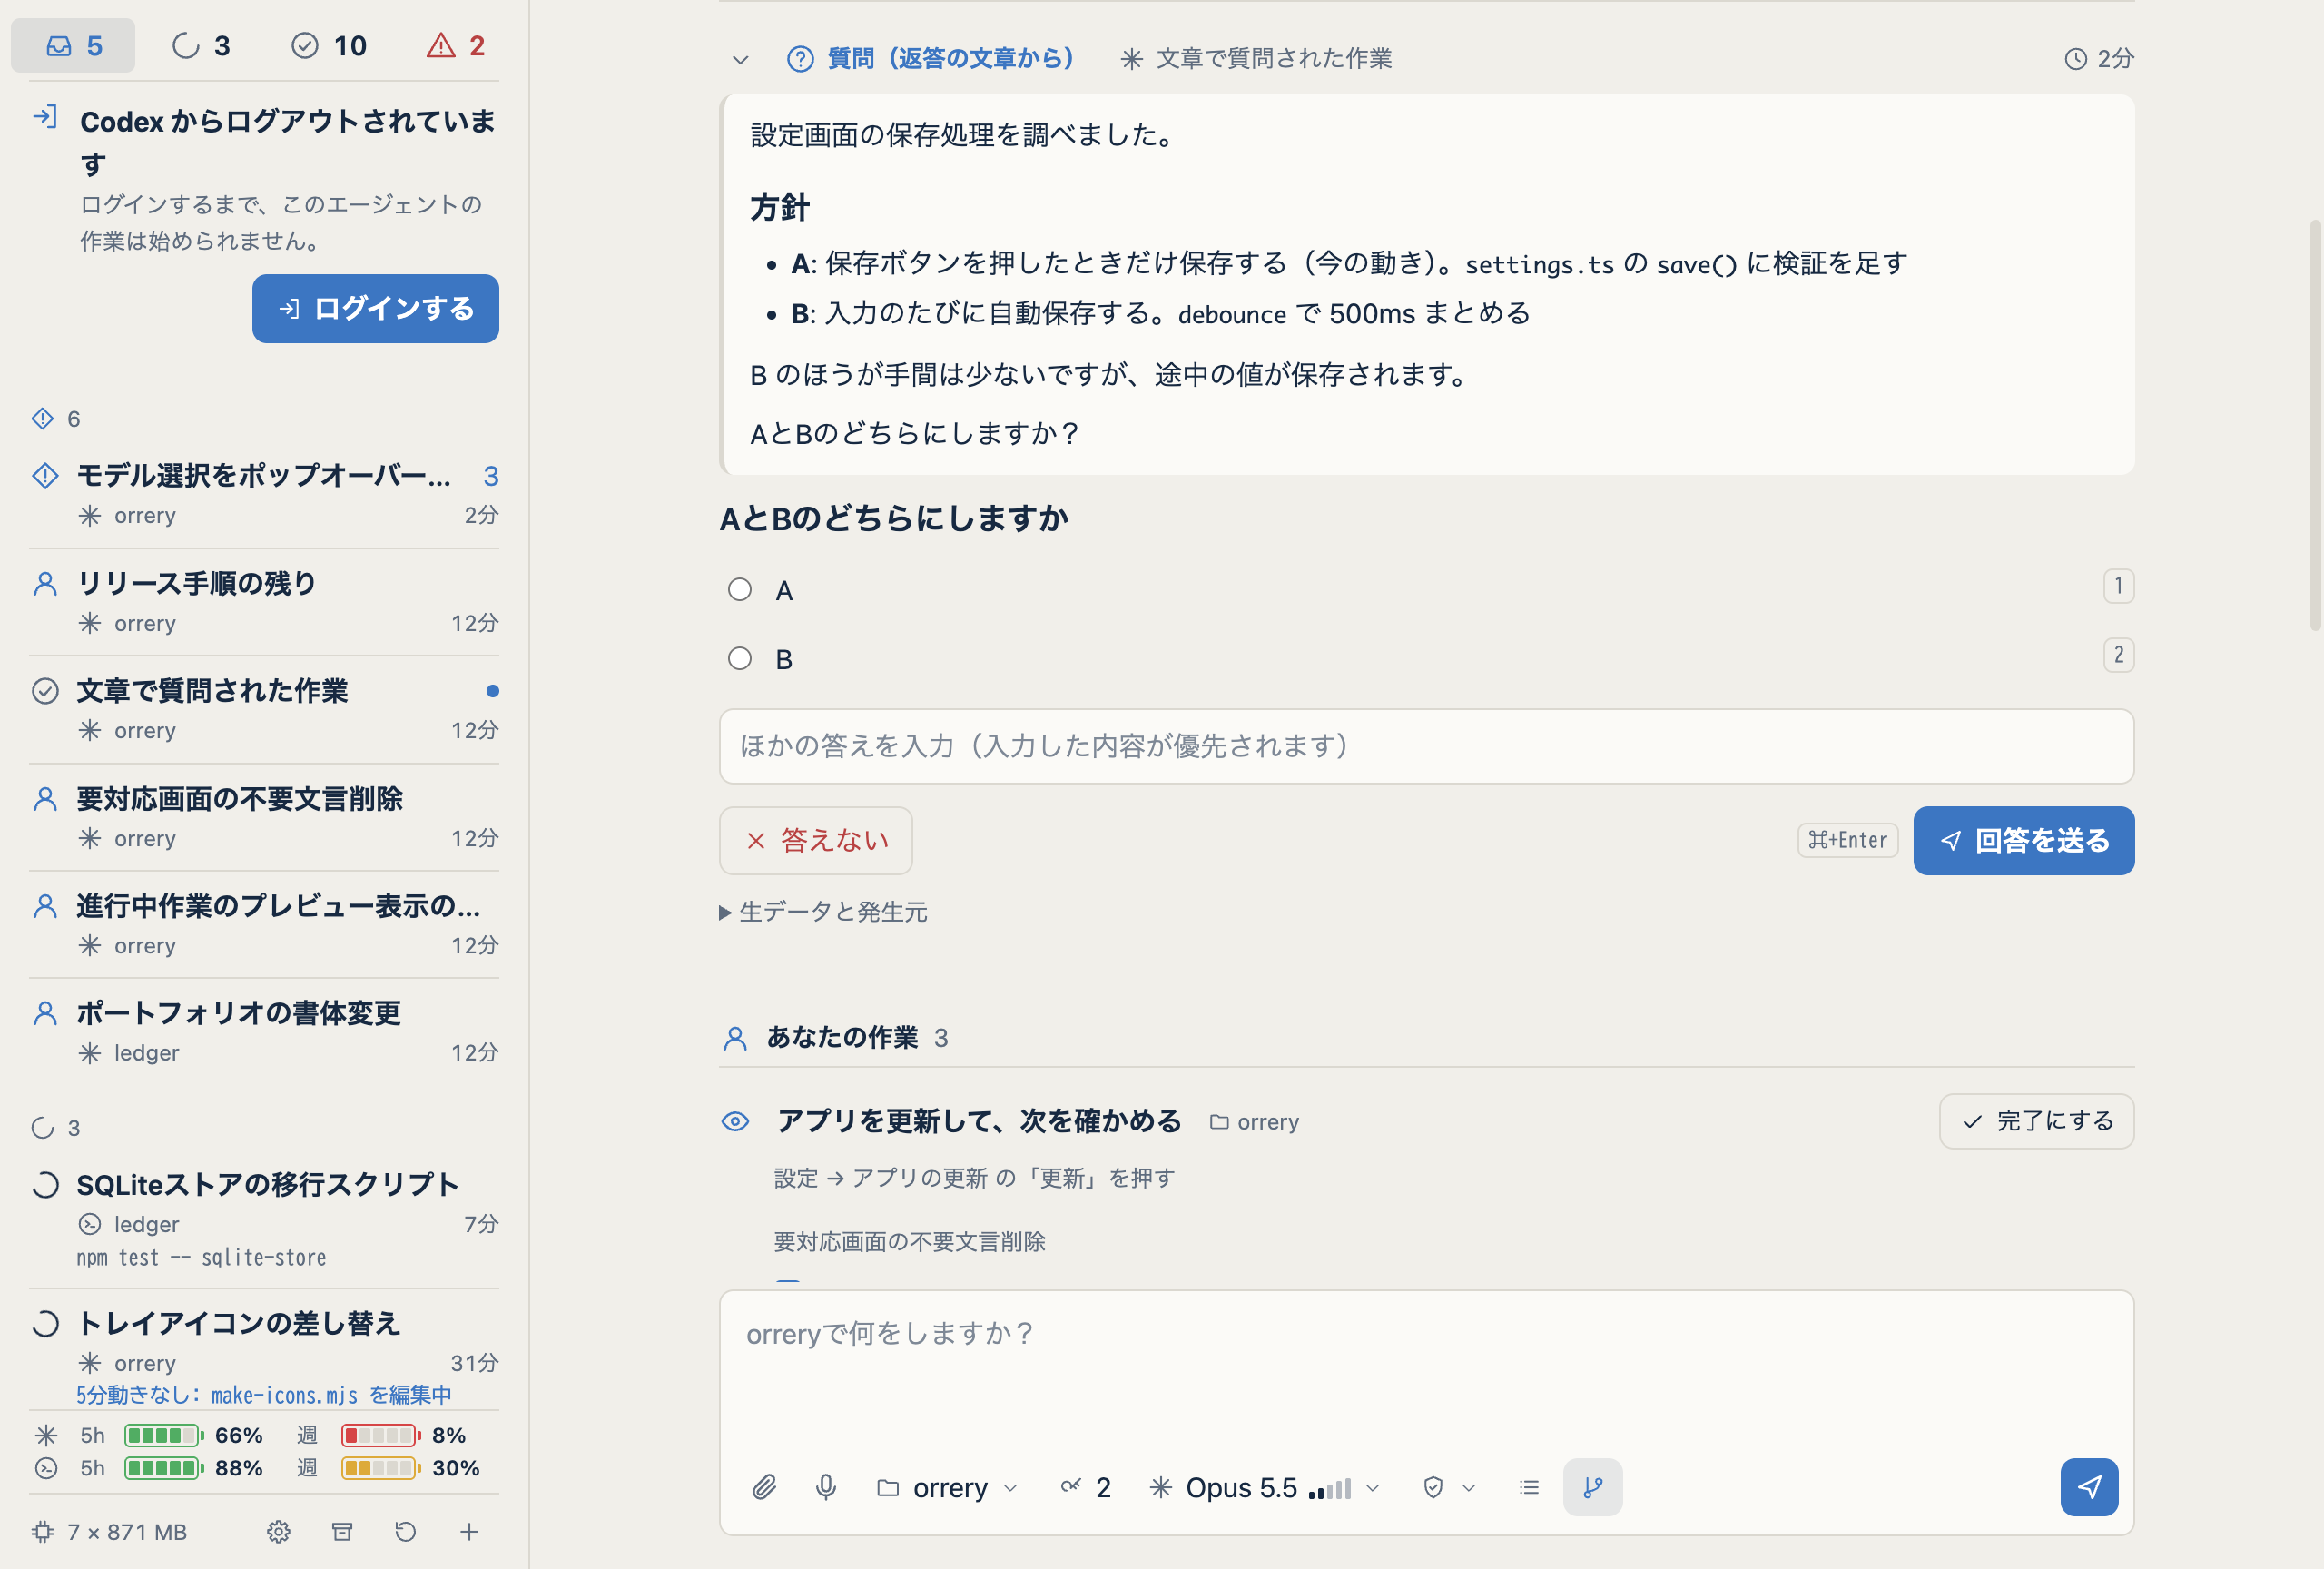 5 3 10 2
Codex からログアウトされていま
す
ログインするまで、このエージェントの
作業は始められません。
ログインする
6
モデル選択をポップオーバー... 3
orrery 2分
リリース手順の残り
orrery 12分
文章で質問された作業
orrery 12分
要対応画面の不要文言削除
orrery 12分
進行中作業のプレビュー表示の...
orrery 12分
ポートフォリオの書体変更
ledger 12分
3
SQLiteストアの移行スクリプト
ledger 7分
npm test -- sqlite-store
トレイアイコンの差し替え
orrery 31分
5分動きなし: make-icons.mjs を編集中
5h 66% 週 8%
5h 88% 週 30%
7 × 871 MB
質問（返答の文章から） 文章で質問された作業 2分
設定画面の保存処理を調べました。
方針
• A: 保存ボタンを押したときだけ保存する（今の動き）。settings.ts の save() に検証を足す
• B: 入力のたびに自動保存する。debounce で 500ms まとめる
B のほうが手間は少ないですが、途中の値が保存されます。
AとBのどちらにしますか？
AとBのどちらにしますか
A 1
B 2
ほかの答えを入力（入力した内容が優先されます）
答えない ⌘+Enter 回答を送る
生データと発生元
あなたの作業 3
アプリを更新して、次を確かめる orrery 完了にする
設定 → アプリの更新 の「更新」を押す
要対応画面の不要文言削除
orreryで何をしますか？
orrery 2 Opus 5.5